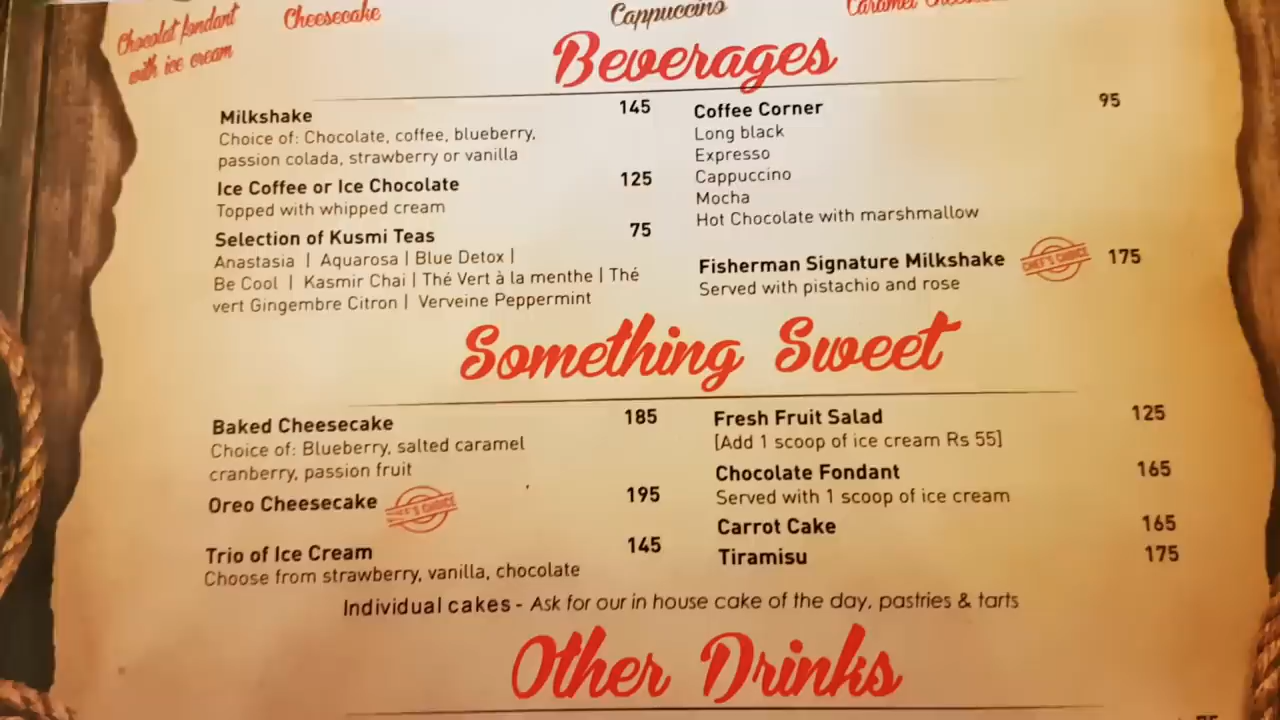 Chocolat fondant
with ice cream
Cheesecake
Cappuccino
Caramel
Beverages
Milkshake 145
Choice of: Chocolate, coffee, blueberry,
passion colada, strawberry or vanilla
Ice Coffee or Ice Chocolate 125
Topped with whipped cream
Selection of Kusmi Teas 75
Anastasia | Aquarosa | Blue Detox |
Be Cool | Kasmir Chai | Thé Vert à la menthe | Thé
vert Gingembre Citron | Verveine Peppermint
Coffee Corner 95
Long black
Expresso
Cappuccino
Mocha
Hot Chocolate with marshmallow
Fisherman Signature Milkshake CHEF'S CHOICE 175
Served with pistachio and rose
Something Sweet
Baked Cheesecake 185
Choice of: Blueberry, salted caramel
cranberry, passion fruit
Oreo Cheesecake CHEF'S CHOICE 195
Trio of Ice Cream 145
Choose from strawberry, vanilla, chocolate
Fresh Fruit Salad 125
[Add 1 scoop of ice cream Rs 55]
Chocolate Fondant 165
Served with 1 scoop of ice cream
Carrot Cake 165
Tiramisu 175
Individual cakes - Ask for our in house cake of the day, pastries & tarts
Other Drinks